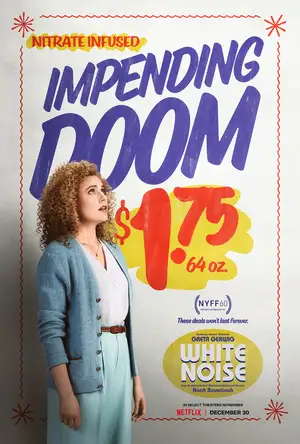 NITRATE INFUSED
IMPENDING
DOOM
$1.75
64 oz.
NYFF60
These deals won't last forever.
GRETA GERWIG
WHITE
NOISE
Noah Baumbach
IN SELECT THEATERS NOVEMBER
NETFLIX | DECEMBER 30